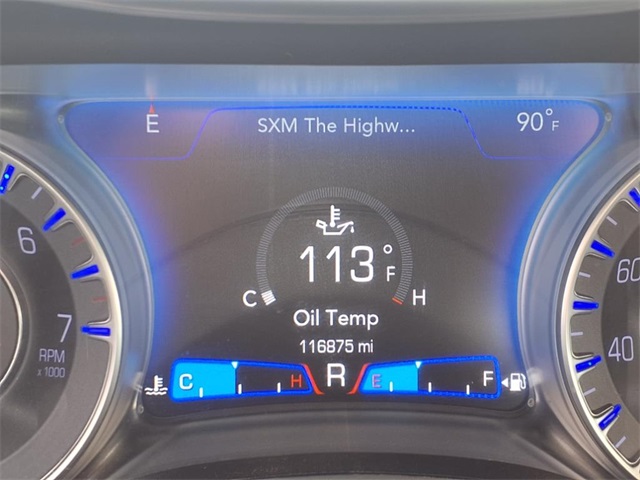 E SXM The Highw... 90°F
6
113°F
C H
60
Oil Temp
7
116875 mi
40
RPM
x 1000
C H R E F